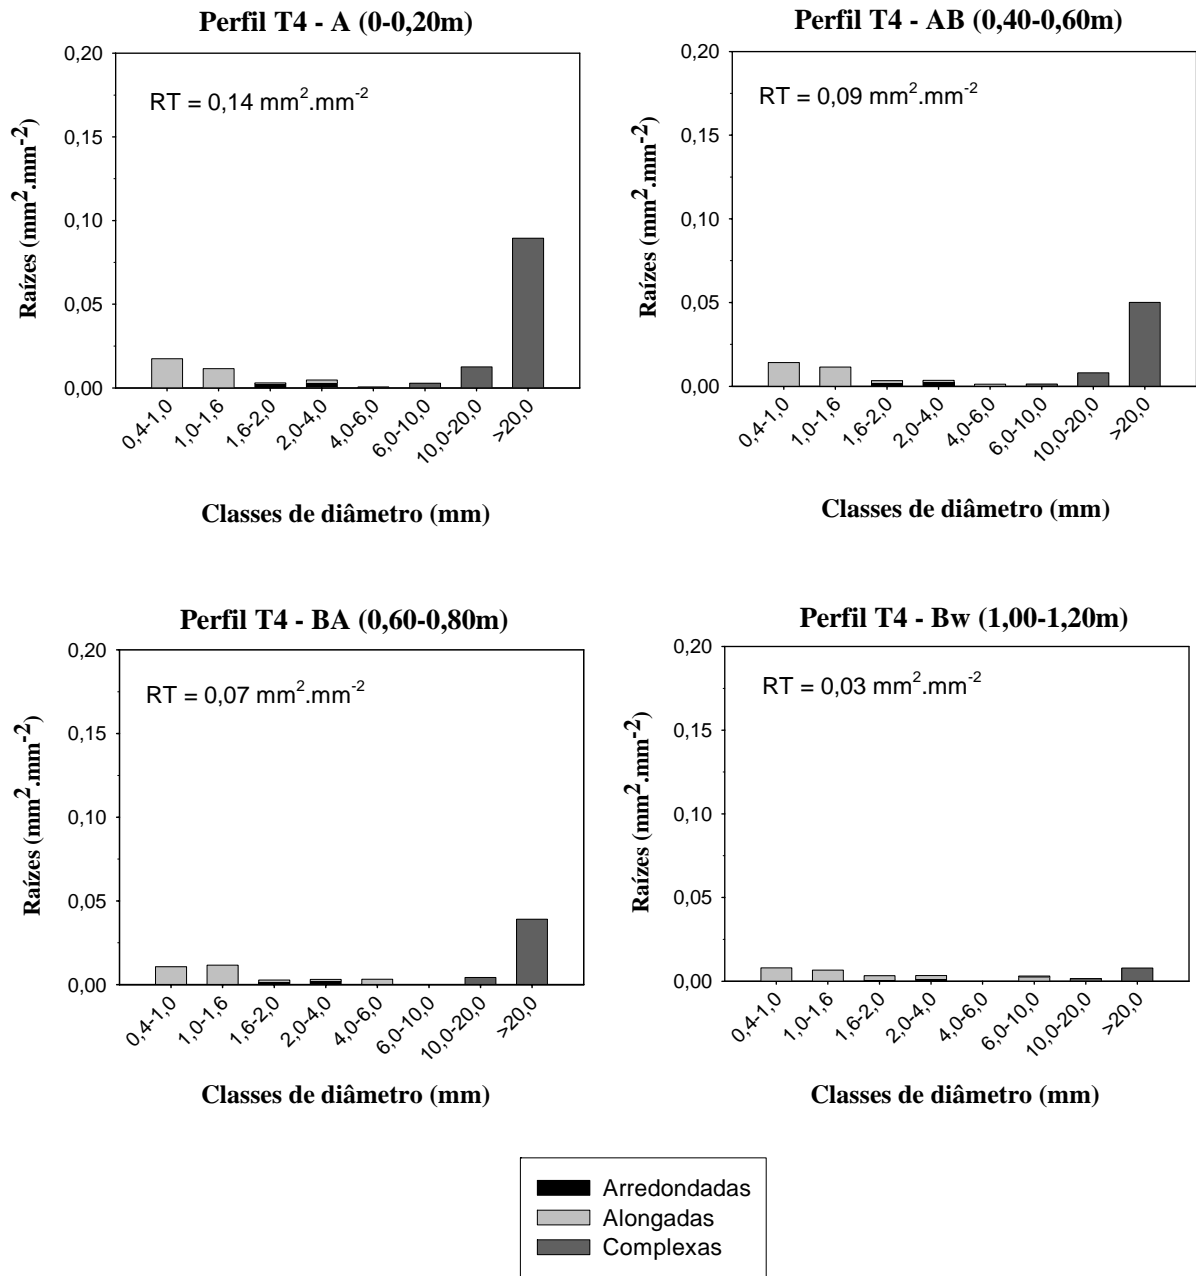 Perfil T4 - A (0-0,20m)
RT = 0,14 mm².mm⁻²
Raízes (mm².mm⁻²)
0,20
0,15
0,10
0,05
0,00
0,4-1,0
1,0-1,6
1,6-2,0
2,0-4,0
4,0-6,0
6,0-10,0
10,0-20,0
>20,0
Classes de diâmetro (mm)
Perfil T4 - AB (0,40-0,60m)
RT = 0,09 mm².mm⁻²
Raízes (mm².mm⁻²)
0,20
0,15
0,10
0,05
0,00
0,4-1,0
1,0-1,6
1,6-2,0
2,0-4,0
4,0-6,0
6,0-10,0
10,0-20,0
>20,0
Classes de diâmetro (mm)
Perfil T4 - BA (0,60-0,80m)
RT = 0,07 mm².mm⁻²
Raízes (mm².mm⁻²)
0,20
0,15
0,10
0,05
0,00
0,4-1,0
1,0-1,6
1,6-2,0
2,0-4,0
4,0-6,0
6,0-10,0
10,0-20,0
>20,0
Classes de diâmetro (mm)
Perfil T4 - Bw (1,00-1,20m)
RT = 0,03 mm².mm⁻²
Raízes (mm².mm⁻²)
0,20
0,15
0,10
0,05
0,00
0,4-1,0
1,0-1,6
1,6-2,0
2,0-4,0
4,0-6,0
6,0-10,0
10,0-20,0
>20,0
Classes de diâmetro (mm)
Arredondadas
Alongadas
Complexas